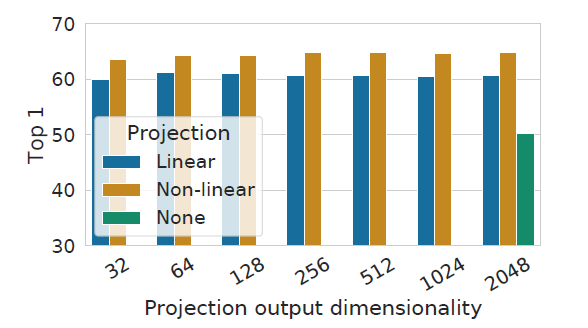 70
60
50
40
30
Top 1
Projection
Linear
Non-linear
None
32
64
128
256
512
1024
2048
Projection output dimensionality